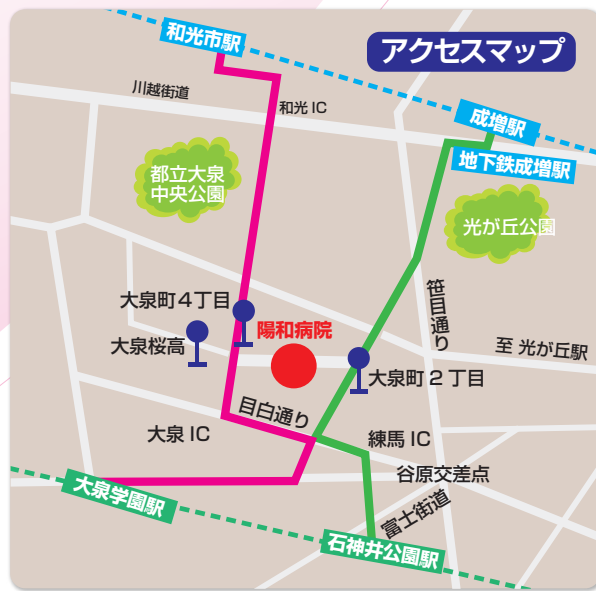 和光市駅
アクセスマップ
川越街道
和光 IC
成増駅
地下鉄成増駅
都立大泉
中央公園
光が丘公園
笹目通り
大泉町4丁目
陽和病院
大泉桜高
至 光が丘駅
大泉町2丁目
目白通り
大泉 IC
練馬 IC
谷原交差点
大泉学園駅
富士街道
石神井公園駅